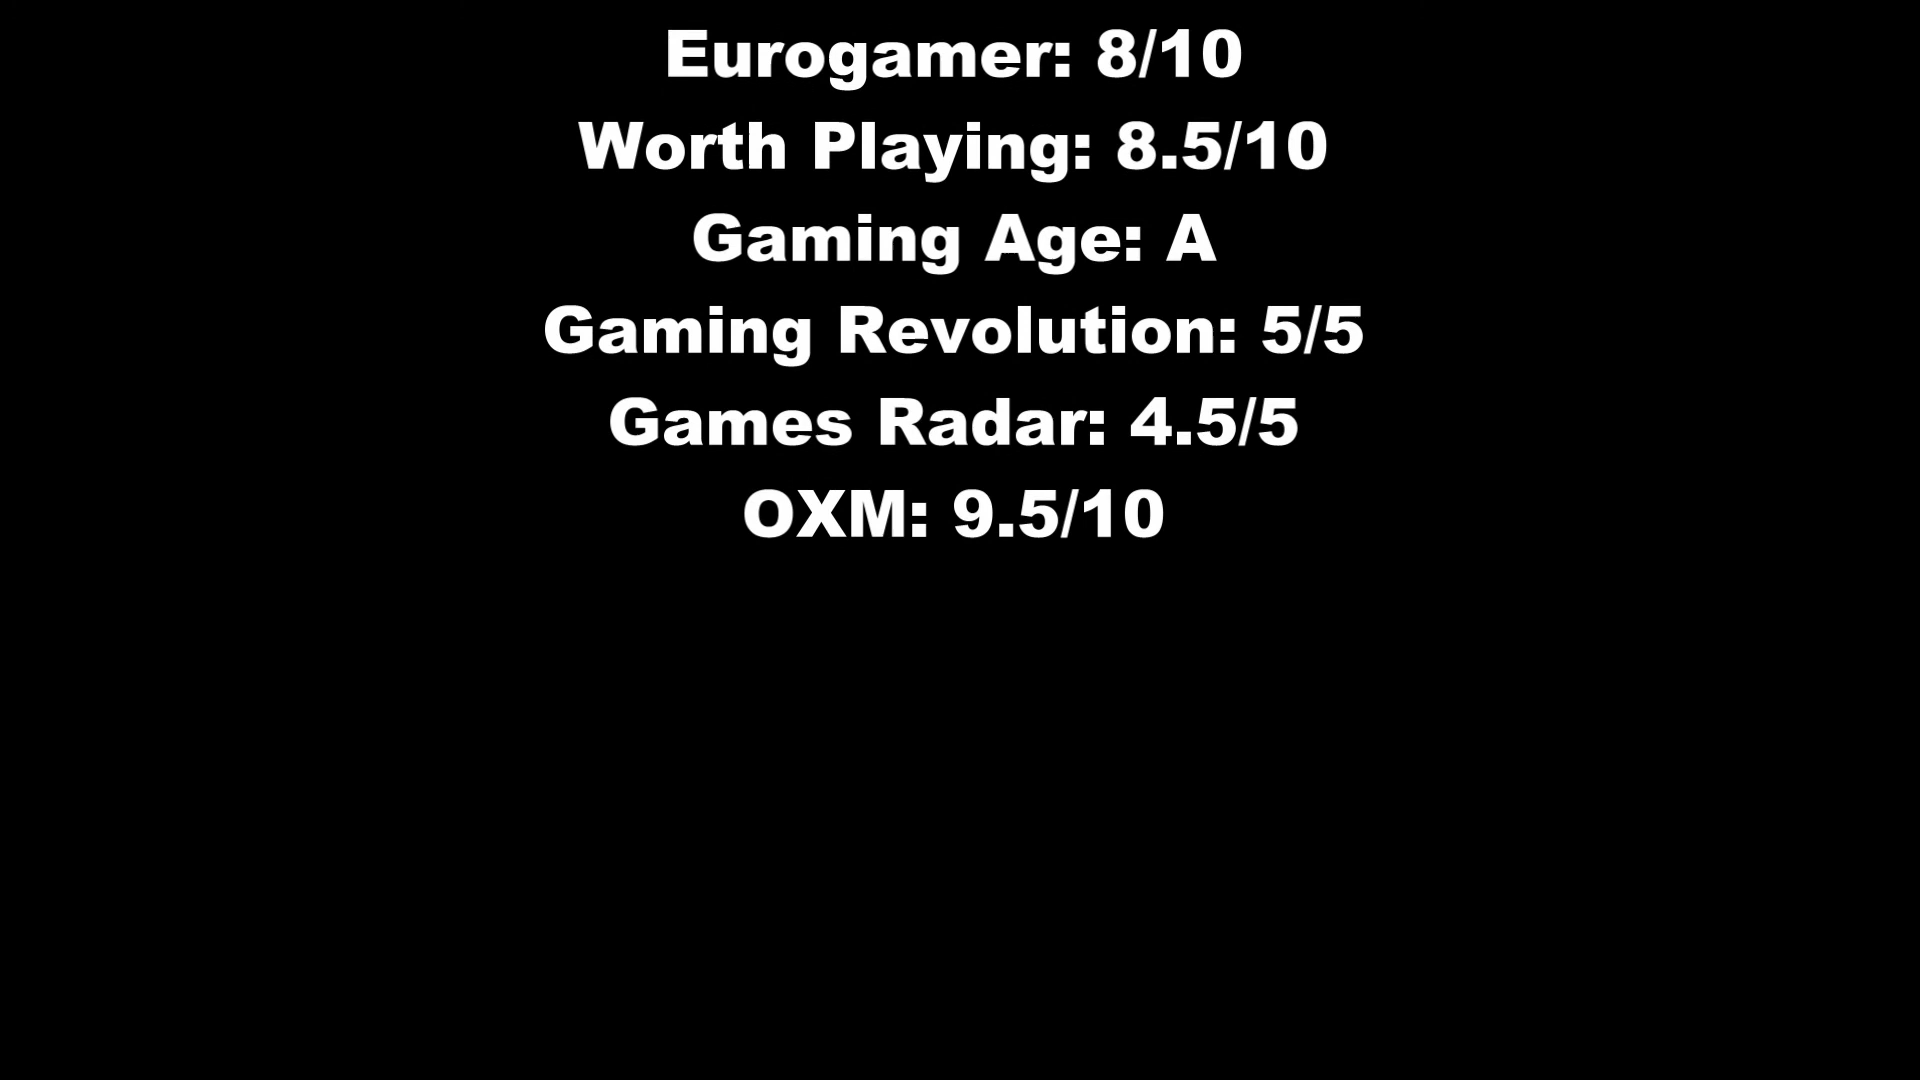 Eurogamer: 8/10
Worth Playing: 8.5/10
Gaming Age: A
Gaming Revolution: 5/5
Games Radar: 4.5/5
OXM: 9.5/10